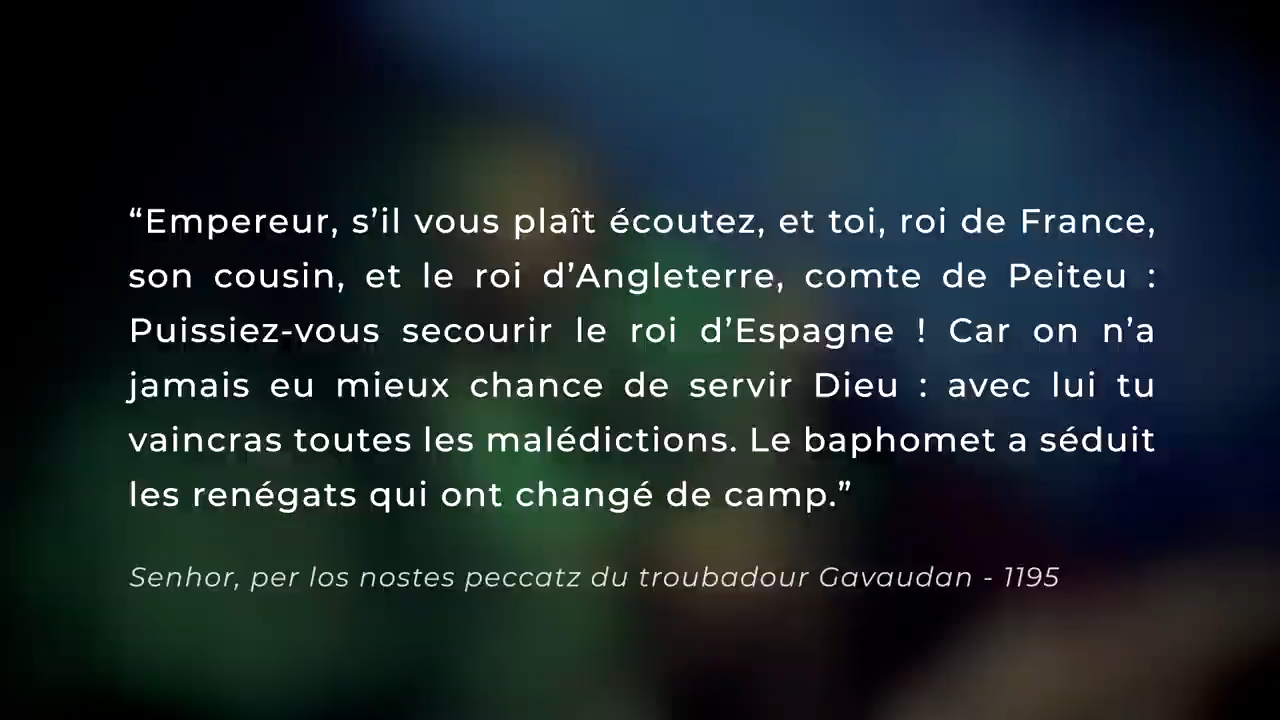 “Empereur, s’il vous plaît écoutez, et toi, roi de France,
son cousin, et le roi d’Angleterre, comte de Peiteu :
Puissiez-vous secourir le roi d’Espagne ! Car on n’a
jamais eu mieux chance de servir Dieu : avec lui tu
vaincras toutes les malédictions. Le baphomet a séduit
les renégats qui ont changé de camp.”
Senhor, per los nostes peccatz du troubadour Gavaudan - 1195